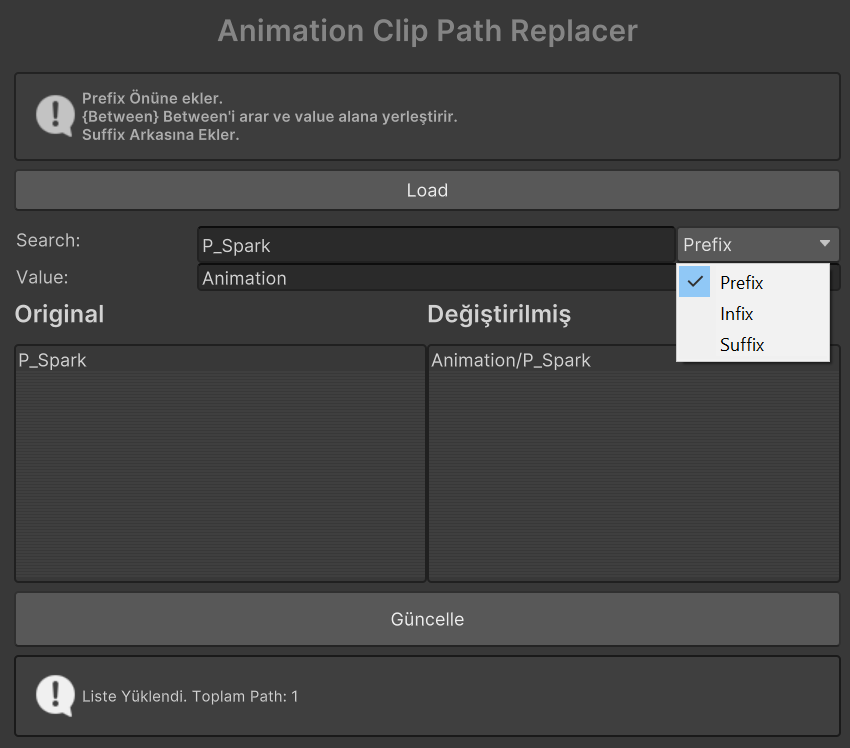 Animation Clip Path Replacer
Prefix Önüne ekler.
{Between} Between'i arar ve value alana yerleştirir.
Suffix Arkasına Ekler.
Load
Search:
P_Spark
Prefix
Value:
Animation
Prefix
Infix
Suffix
Original
Değiştirilmiş
P_Spark
Animation/P_Spark
Güncelle
Liste Yüklendi. Toplam Path: 1